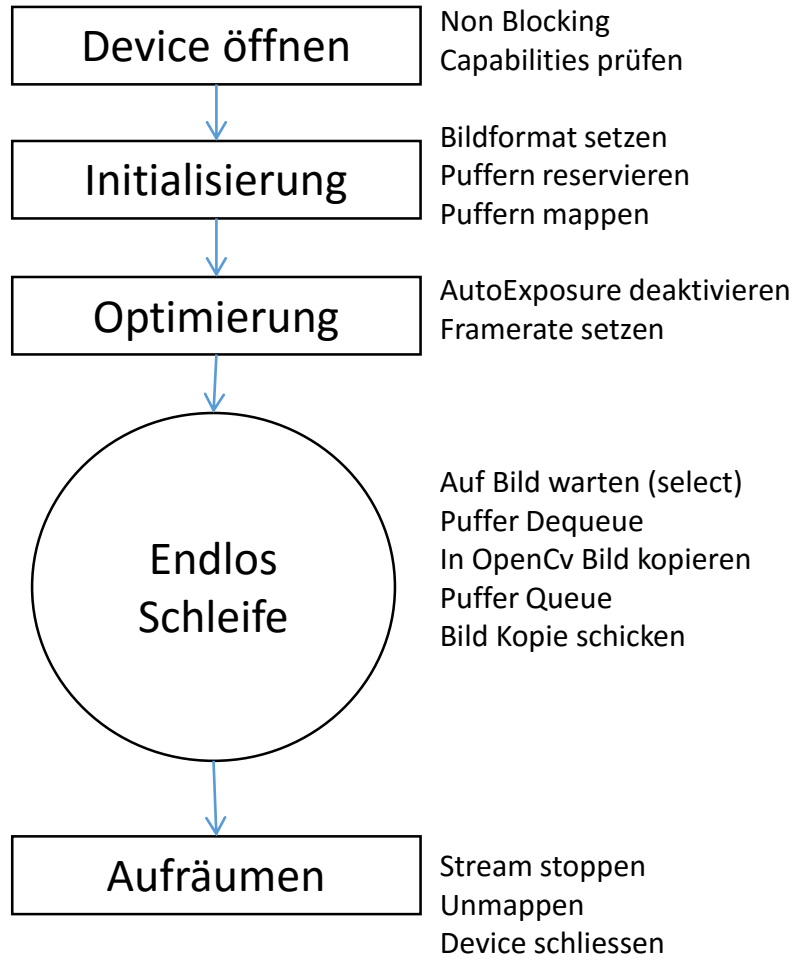 Device öffnen
Non Blocking
Capabilities prüfen
Initialisierung
Bildformat setzen
Puffern reservieren
Puffern mappen
Optimierung
AutoExposure deaktivieren
Framerate setzen
Endlos
Schleife
Auf Bild warten (select)
Puffer Dequeue
In OpenCv Bild kopieren
Puffer Queue
Bild Kopie schicken
Aufräumen
Stream stoppen
Unmappen
Device schliessen